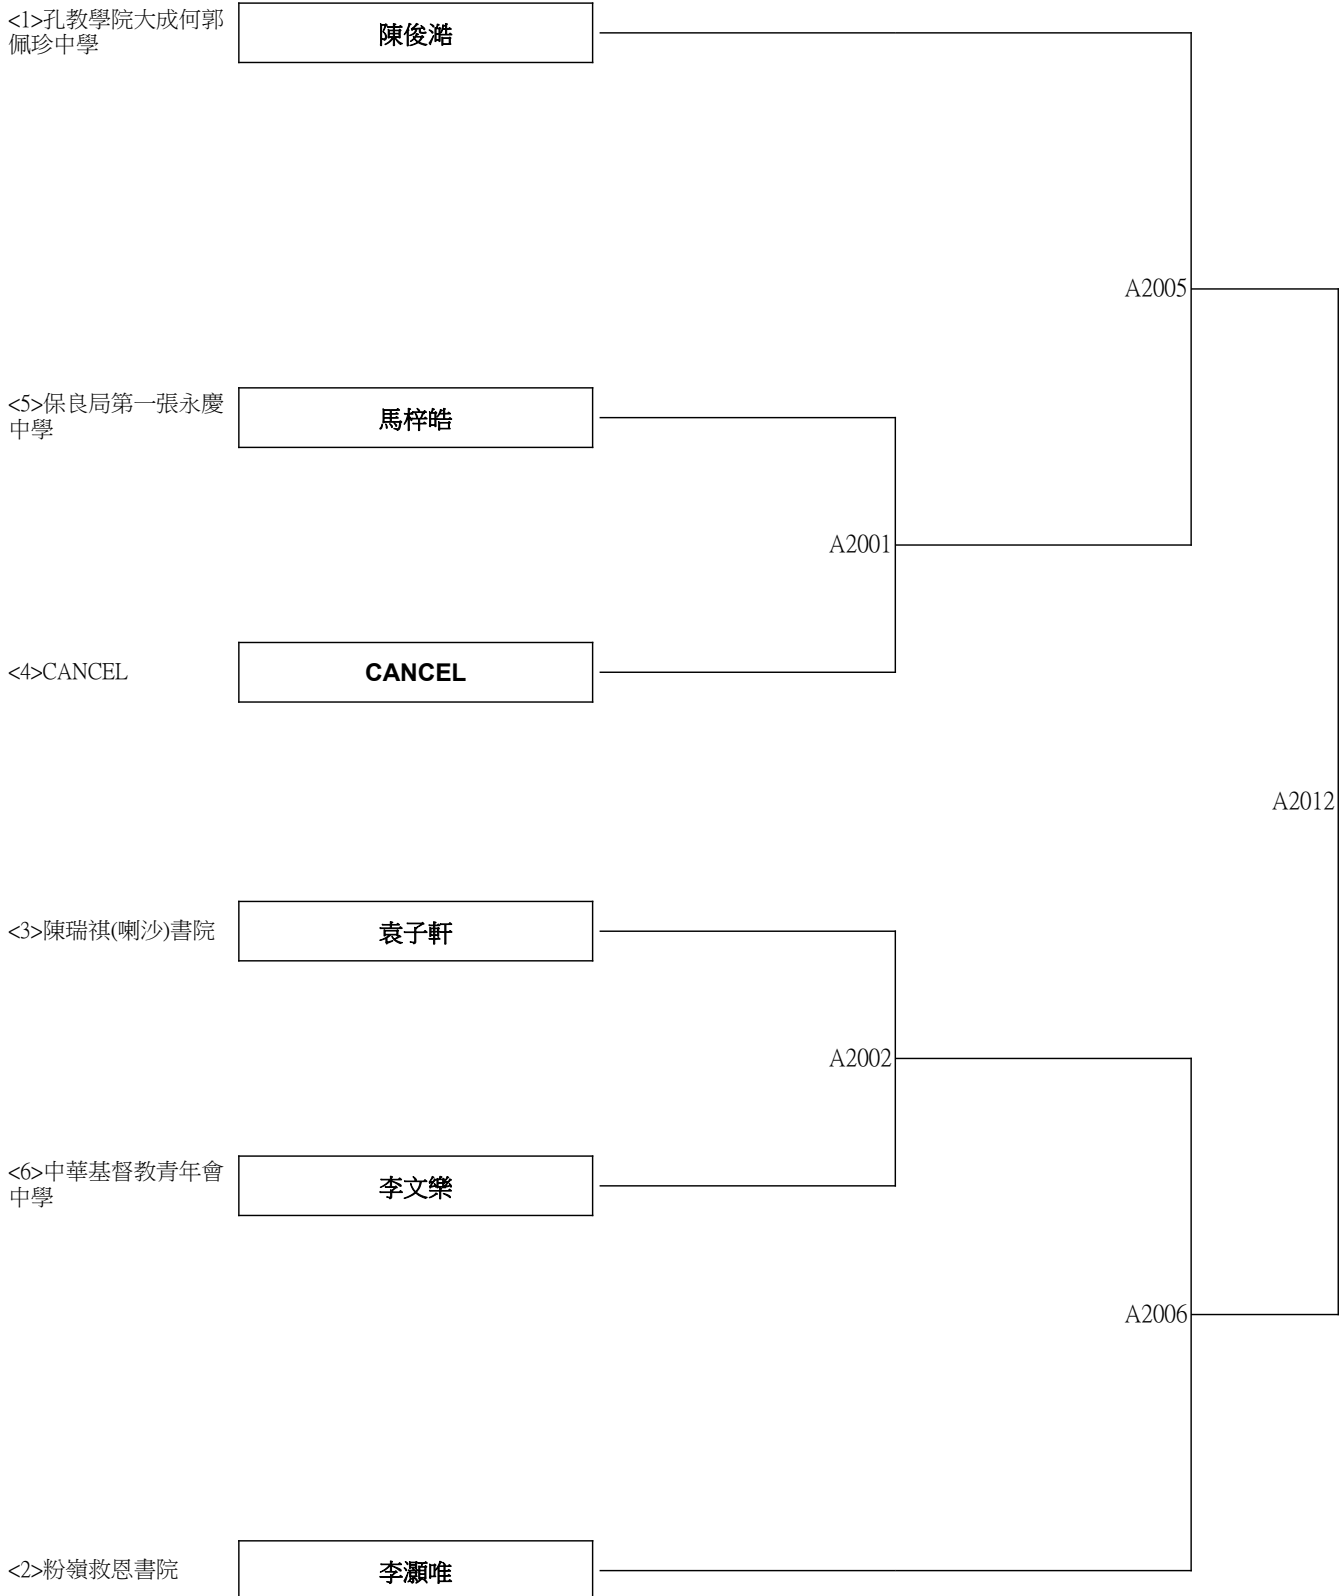 <1>孔教學院大成何郭
佩珍中學
陳俊澔
A2005
<5>保良局第一張永慶
中學
馬梓皓
A2001
<4>CANCEL
CANCEL
A2012
<3>陳瑞祺(喇沙)書院
袁子軒
A2002
<6>中華基督教青年會
中學
李文樂
A2006
<2>粉嶺救恩書院
李灝唯